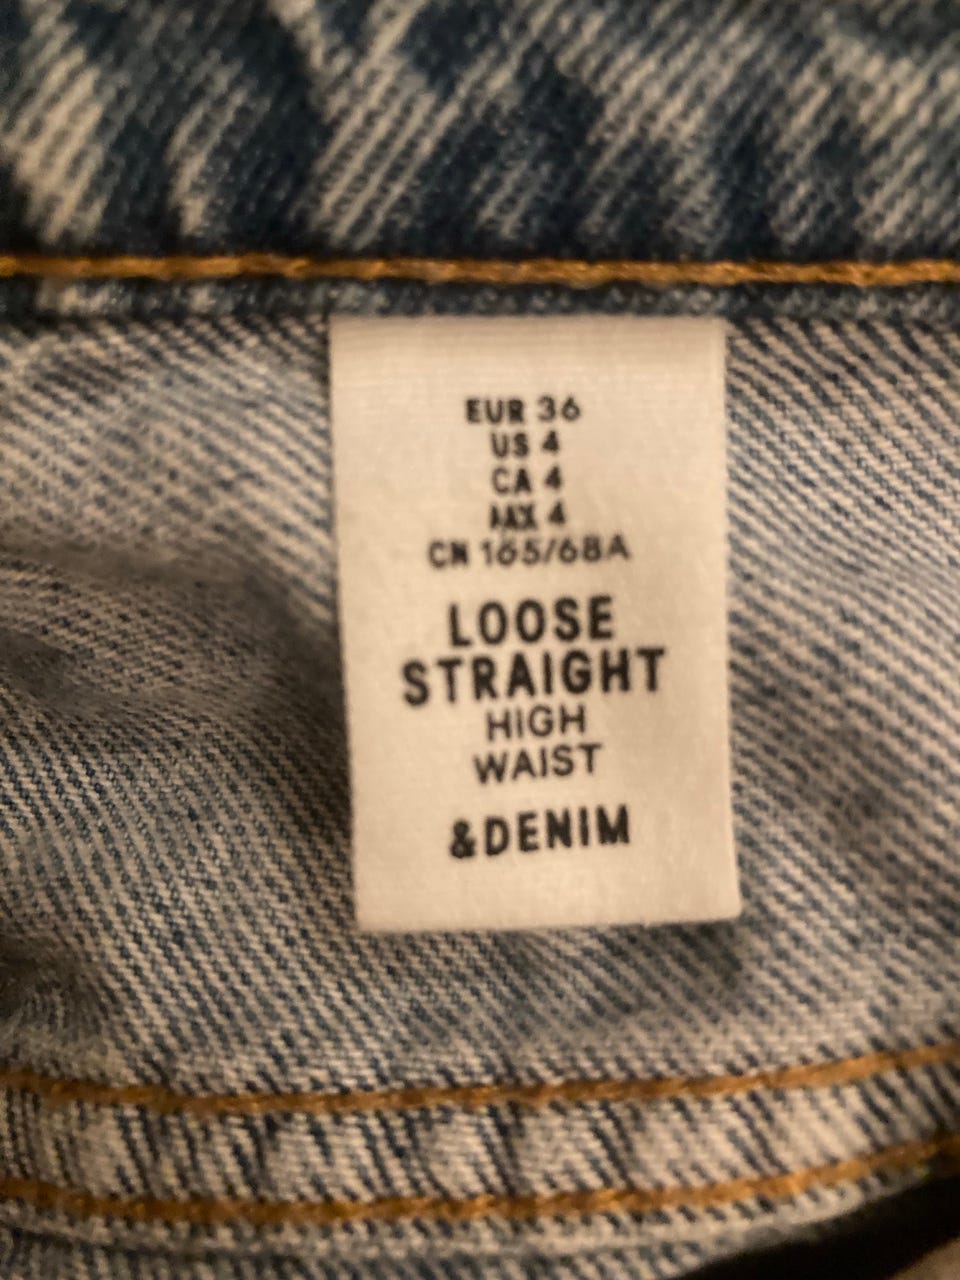 EUR 36
US 4
CA 4
MX 4
CN 165/68A
LOOSE
STRAIGHT
HIGH
WAIST
&DENIM